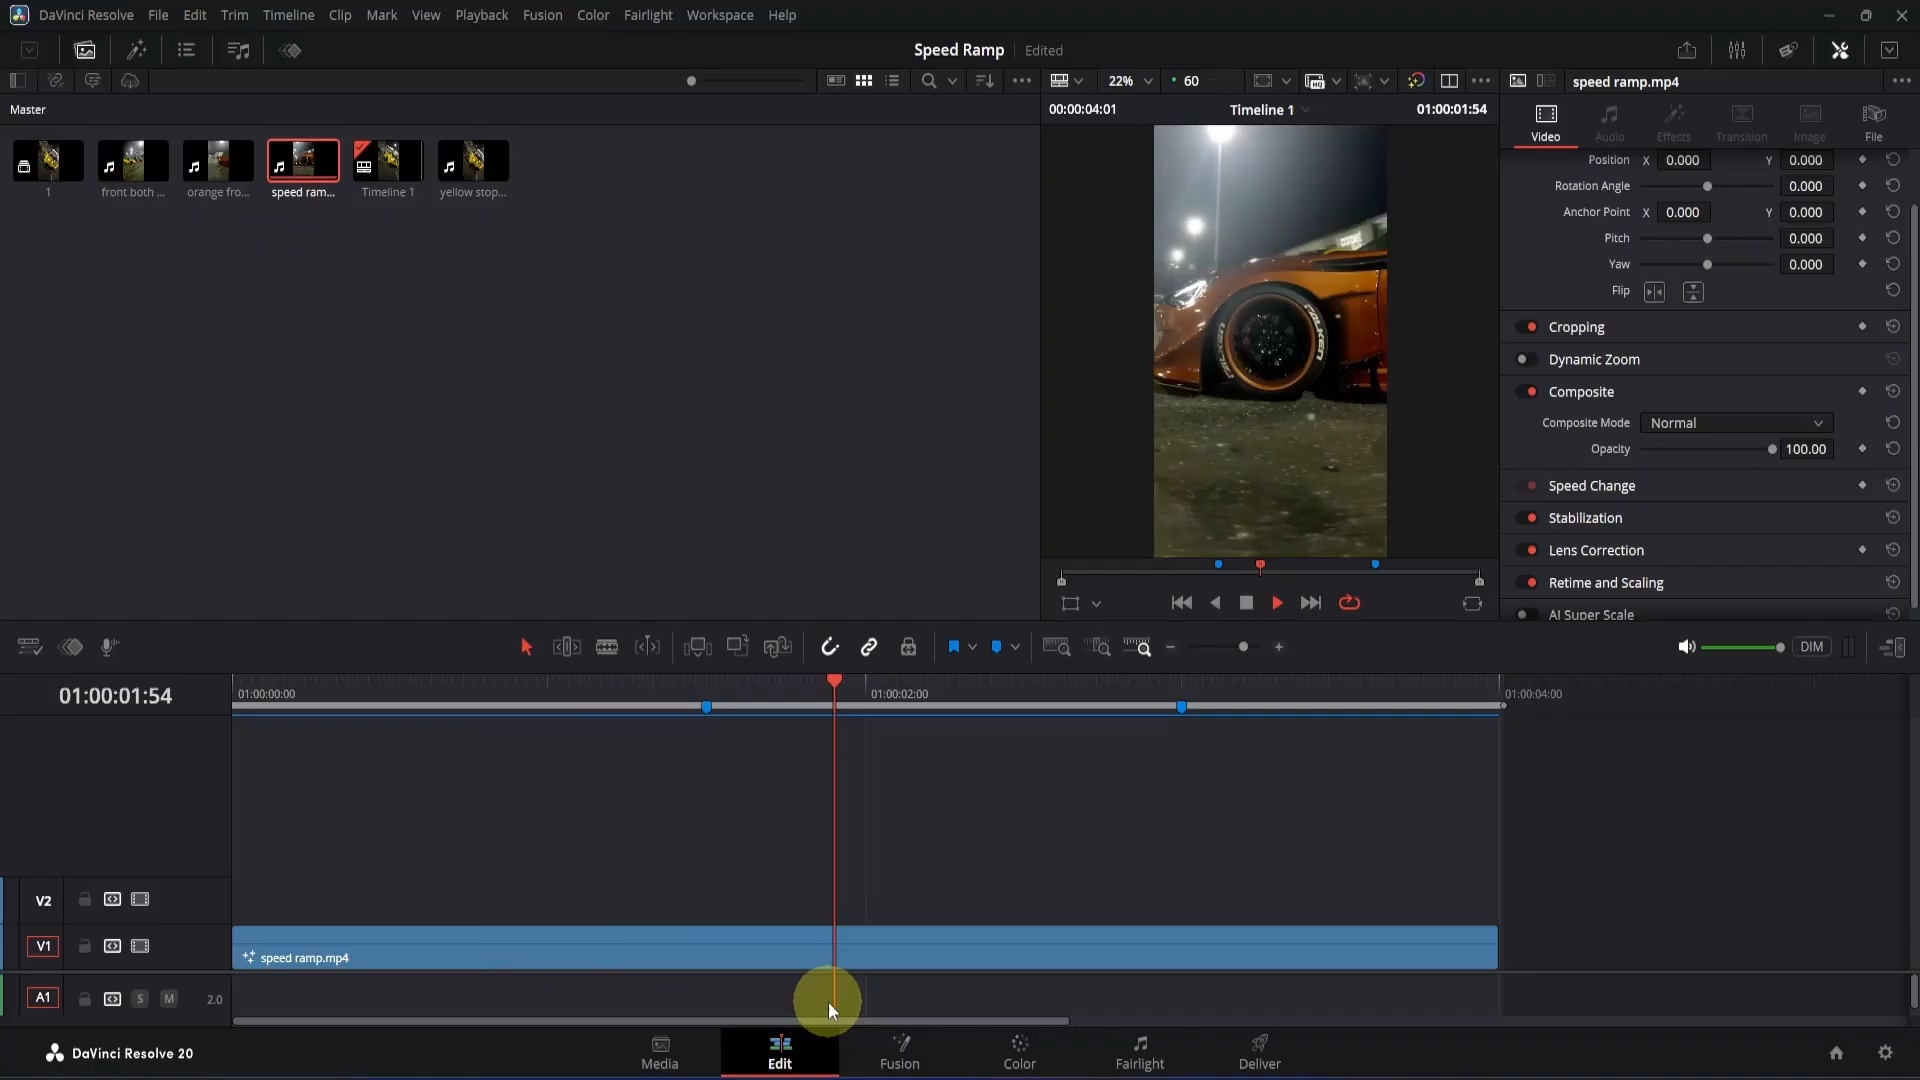 DaVinci Resolve File Edit Trim Timeline Clip Mark View Playback Fusion Color Fairlight Workspace Help
Speed Ramp Edited
22% 60 speed ramp.mp4
Master 00:00:04:01 Timeline 1 01:00:01:54
Video Audio Effects Transition Image File
1 front both ... orange fro... speed ram... Timeline 1 yellow stop...
Position X 0.000 Y 0.000
Rotation Angle 0.000
Anchor Point X 0.000 Y 0.000
Pitch 0.000
Yaw 0.000
Flip
Cropping
Dynamic Zoom
Composite
Composite Mode Normal
Opacity 100.00
Speed Change
Stabilization
Lens Correction
Retime and Scaling
AI Super Scale
FALKEN
FALKEN
DIM
01:00:01:54 01:00:00:00 01:00:02:00 01:00:04:00
V2
V1
speed ramp.mp4
A1 S M 2.0
DaVinci Resolve 20 Media Edit Fusion Color Fairlight Deliver